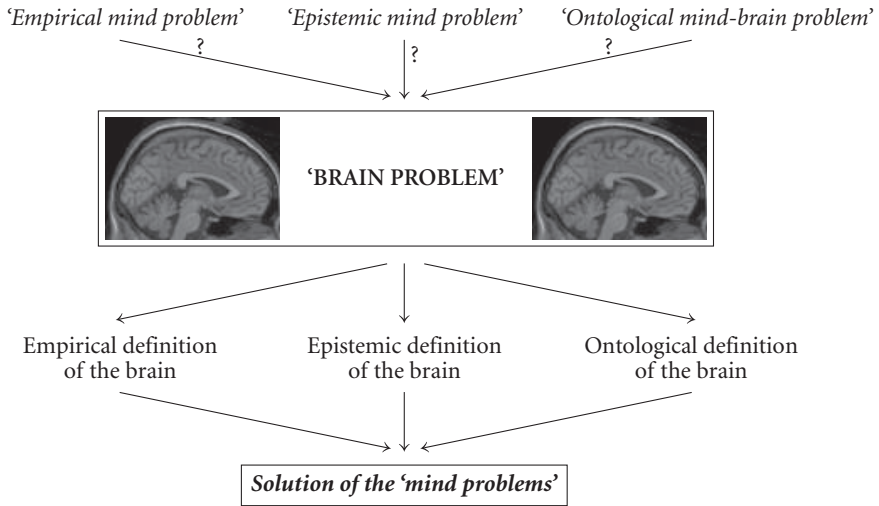 ‘Empirical mind problem’ ‘Epistemic mind problem’ ‘Ontological mind-brain problem’
? ? ?
‘BRAIN PROBLEM’
Empirical definition Epistemic definition Ontological definition
of the brain of the brain of the brain
Solution of the ‘mind problems’